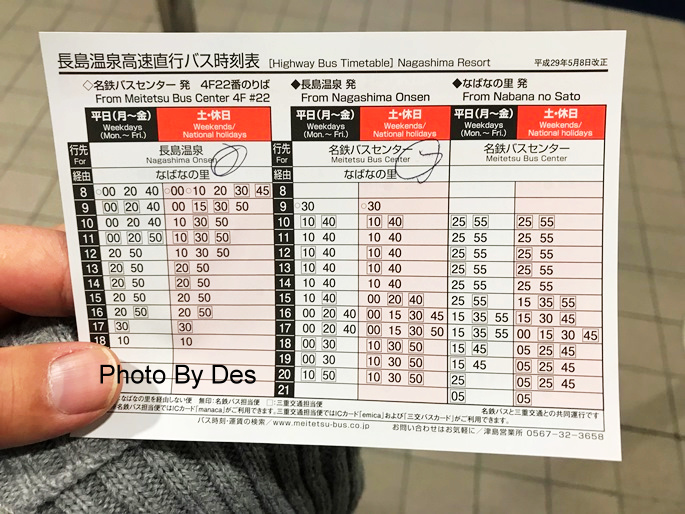 長島温泉高速直行バス時刻表 [Highway Bus Timetable] Nagashima Resort 平成29年5月8日改正
◇名鉄バスセンター 発 4F22番のりば
From Meitetsu Bus Center 4F #22
◆長島温泉 発
From Nagashima Onsen
◆なばなの里 発
From Nabana no Sato
平日(月〜金) Weekdays (Mon.〜 Fri.) 土・休日 Weekends/ National holidays 平日(月〜金) Weekdays (Mon.〜 Fri.) 土・休日 Weekends/ National holidays 平日(月〜金) Weekdays (Mon.〜 Fri.) 土・休日 Weekends/ National holidays
行先 For 長島温泉 Nagashima Onsen 行先 For 名鉄バスセンター Meitetsu Bus Center 名鉄バスセンター Meitetsu Bus Center
経由 なばなの里 経由 なばなの里
8 ○00 20 40 ○00 ○10 20 30 45 8
9 00 20 40 00 15 30 50 9 ○30 ○30
10 00 20 40 10 30 50 10 10 40 10 40 25 55 25 55
11 00 20 50 10 30 50 11 10 40 10 40 25 55 25 55
12 20 50 10 30 50 12 10 40 10 40 25 55 25 55
13 20 50 20 50 13 10 40 10 40 25 55 25 55
14 20 50 20 50 14 10 40 10 40 25 55 25 55
15 20 50 20 50 15 10 40 00 20 40 25 55 15 35 55
16 20 50 20 50 16 00 20 40 00 15 30 45 15 35 55 15 30 45
17 30 30 17 00 20 40 00 15 30 50 15 35 55 00 15 30 45
18 10 10 18 00 30 10 30 50 15 45 05 25 45
19 00 30 10 30 50 15 45 05 25 45
20 00 30 10 30 50 25 05 25 45
21 05 05
Photo By Des
なばなの里を経由しない便 無印:名鉄バス担当便 □:三重交通担当便
名鉄バス担当便ではICカード「manaca」がご利用できます。三重交通担当便ではICカード「emica」および「三交バスカード」がご利用できます。
名鉄バスと三重交通との共同運行です
バス時刻・運賃の検索/www.meitetsu-bus.co.jp お問い合わせはお気軽に/津島営業所 0567-32-3658